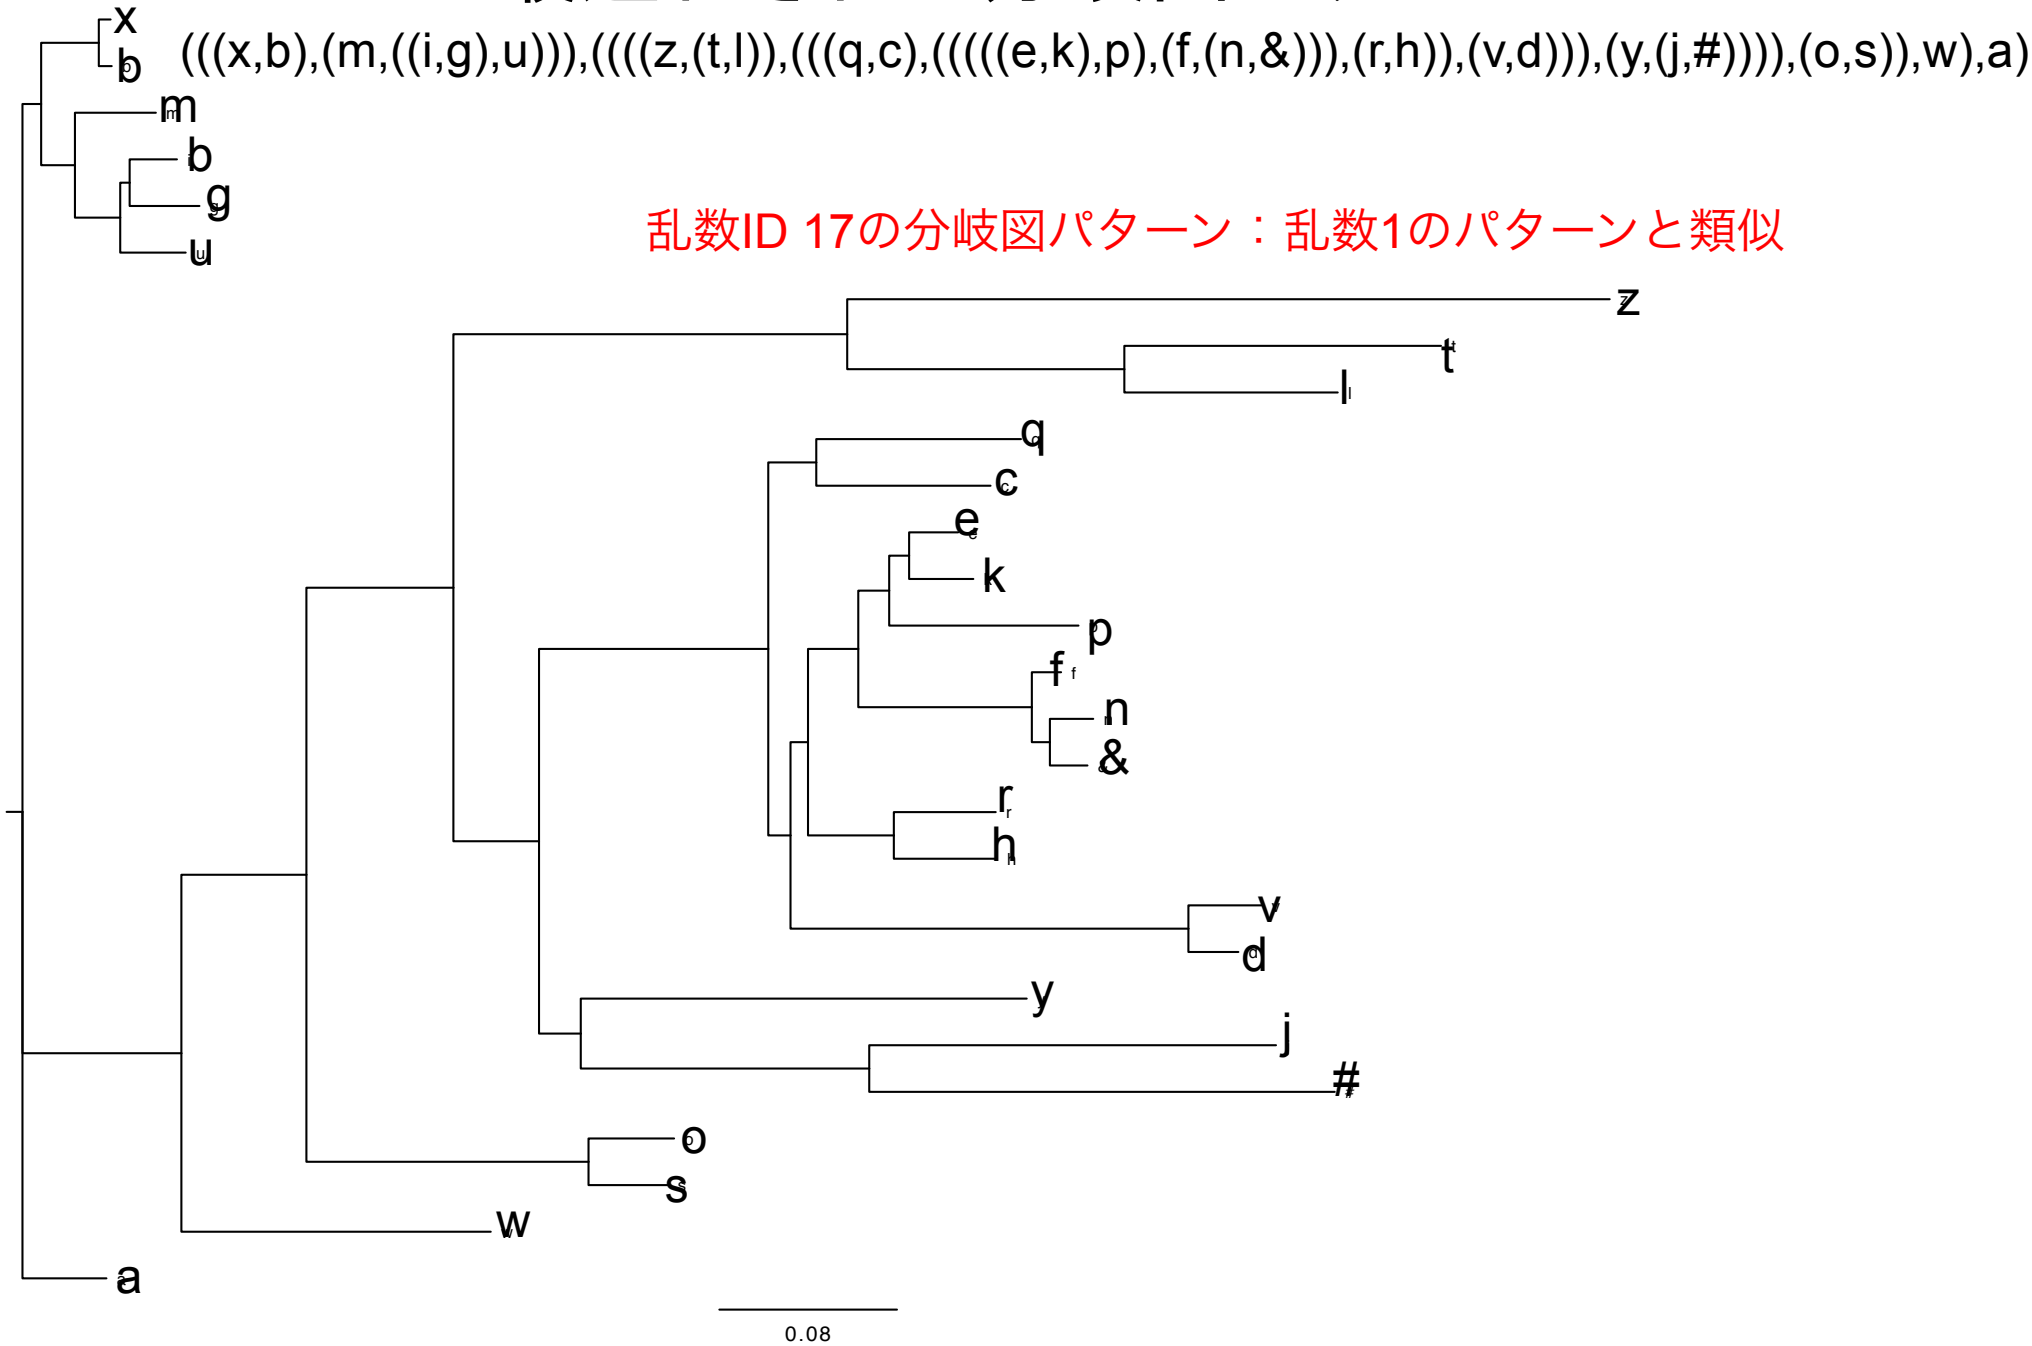 x
(((x,b),(m,((i,g),u))),((((z,(t,l)),(((q,c),(((((e,k),p),(f,(n,&))),(r,h)),(v,d))),(y,(j,#)))),(o,s)),w),a)
b
m
b
g
乱数ID 17の分岐図パターン：乱数1のパターンと類似
u
z
t
l
q
c
e
k
p
f
n
&
r
h
v
d
y
j
#
o
s
w
a
0.08